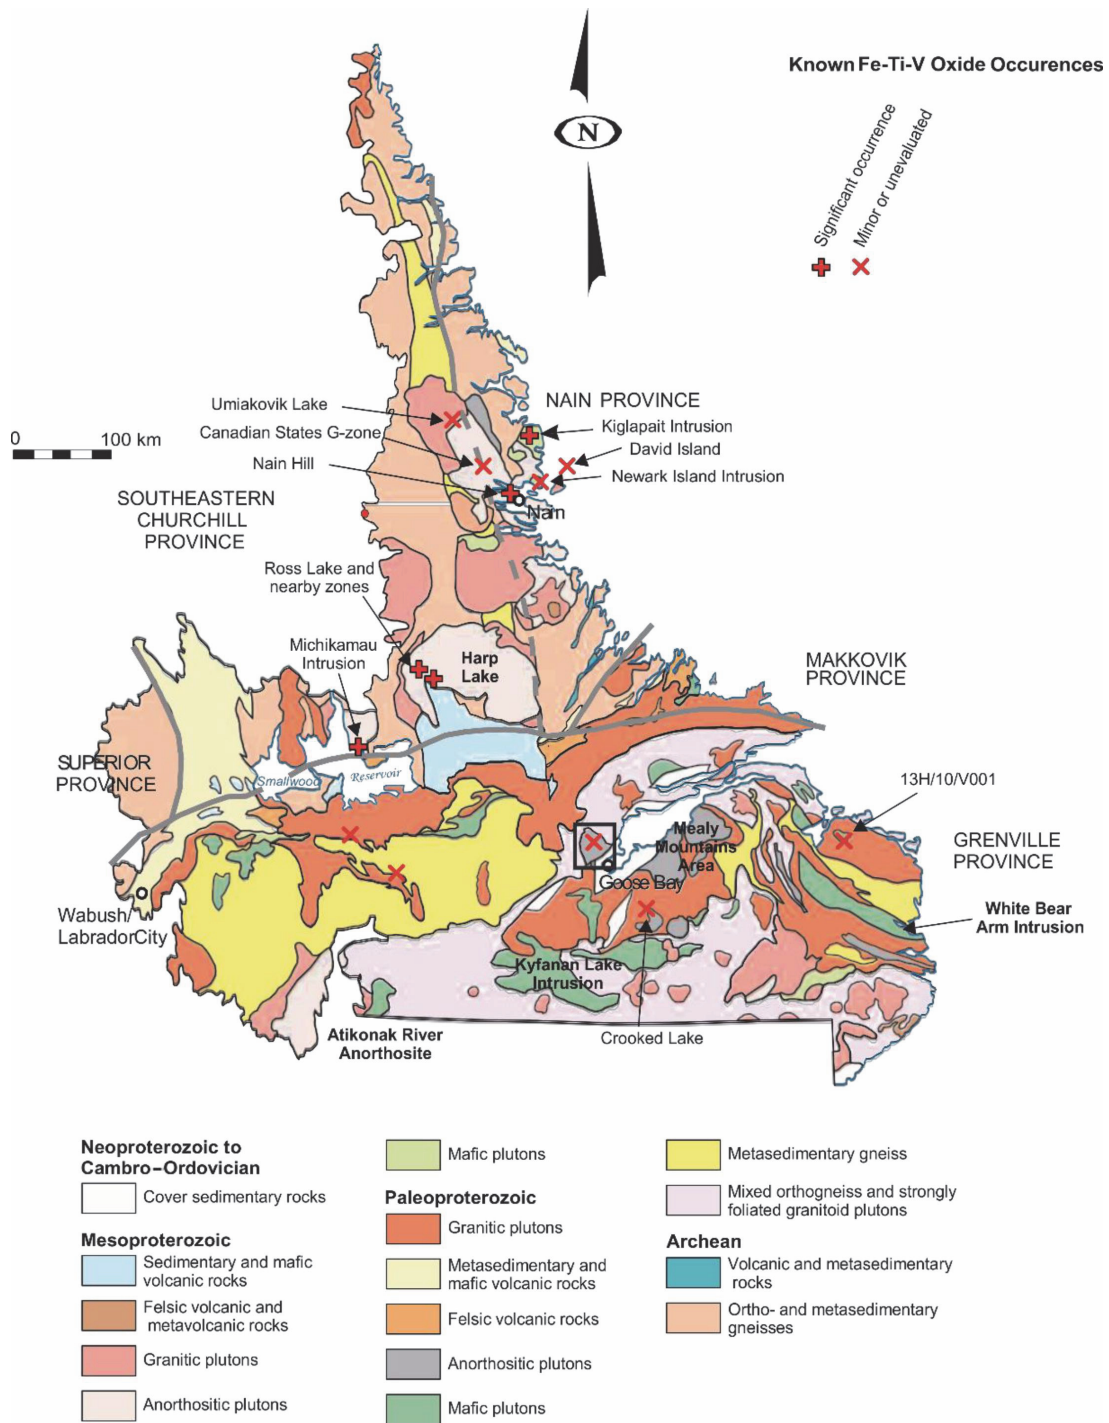 Known Fe-Ti-V Oxide Occurences
Significant occurrence
Minor or unevaluated
N
0 100 km
Umiakovik Lake
Canadian States G-zone
Nain Hill
NAIN PROVINCE
Kiglapait Intrusion
David Island
Newark Island Intrusion
Nain
SOUTHEASTERN
CHURCHILL
PROVINCE
Ross Lake and
nearby zones
Michikamau
Intrusion
Harp
Lake
MAKKOVIK
PROVINCE
SUPERIOR
PROVINCE
Smallwood
Reservoir
13H/10/V001
Mealy
Mountains
Area
GRENVILLE
PROVINCE
Goose Bay
Wabush/
LabradorCity
White Bear
Arm Intrusion
Kyfanan Lake
Intrusion
Atikonak River
Anorthosite
Crooked Lake
Neoproterozoic to
Cambro-Ordovician
Cover sedimentary rocks
Mesoproterozoic
Sedimentary and mafic
volcanic rocks
Felsic volcanic and
metavolcanic rocks
Granitic plutons
Anorthositic plutons
Mafic plutons
Paleoproterozoic
Granitic plutons
Metasedimentary and
mafic volcanic rocks
Felsic volcanic rocks
Anorthositic plutons
Mafic plutons
Metasedimentary gneiss
Mixed orthogneiss and strongly
foliated granitoid plutons
Archean
Volcanic and metasedimentary
rocks
Ortho- and metasedimentary
gneisses